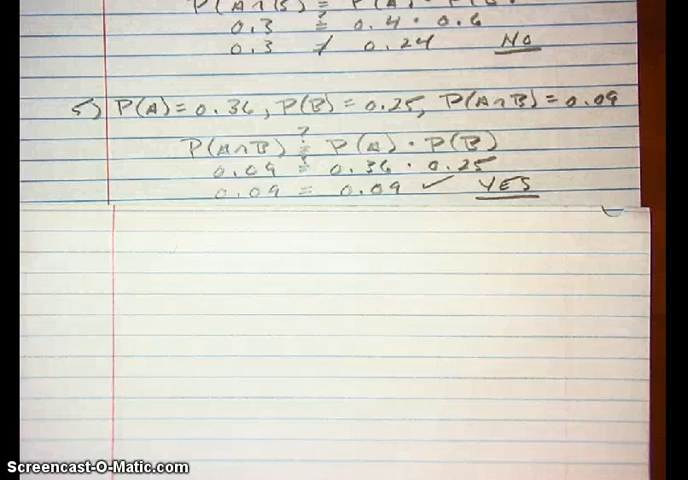 P(A∩B) = P(A) · P(B)
0.3 ≟ 0.4 · 0.6
0.3 ≠ 0.24 NO
5) P(A) = 0.36, P(B) = 0.25, P(A∩B) = 0.09
P(A∩B) ≟ P(A) · P(B)
0.09 ≟ 0.36 · 0.25
0.09 = 0.09 ✓ YES
Screencast-O-Matic.com